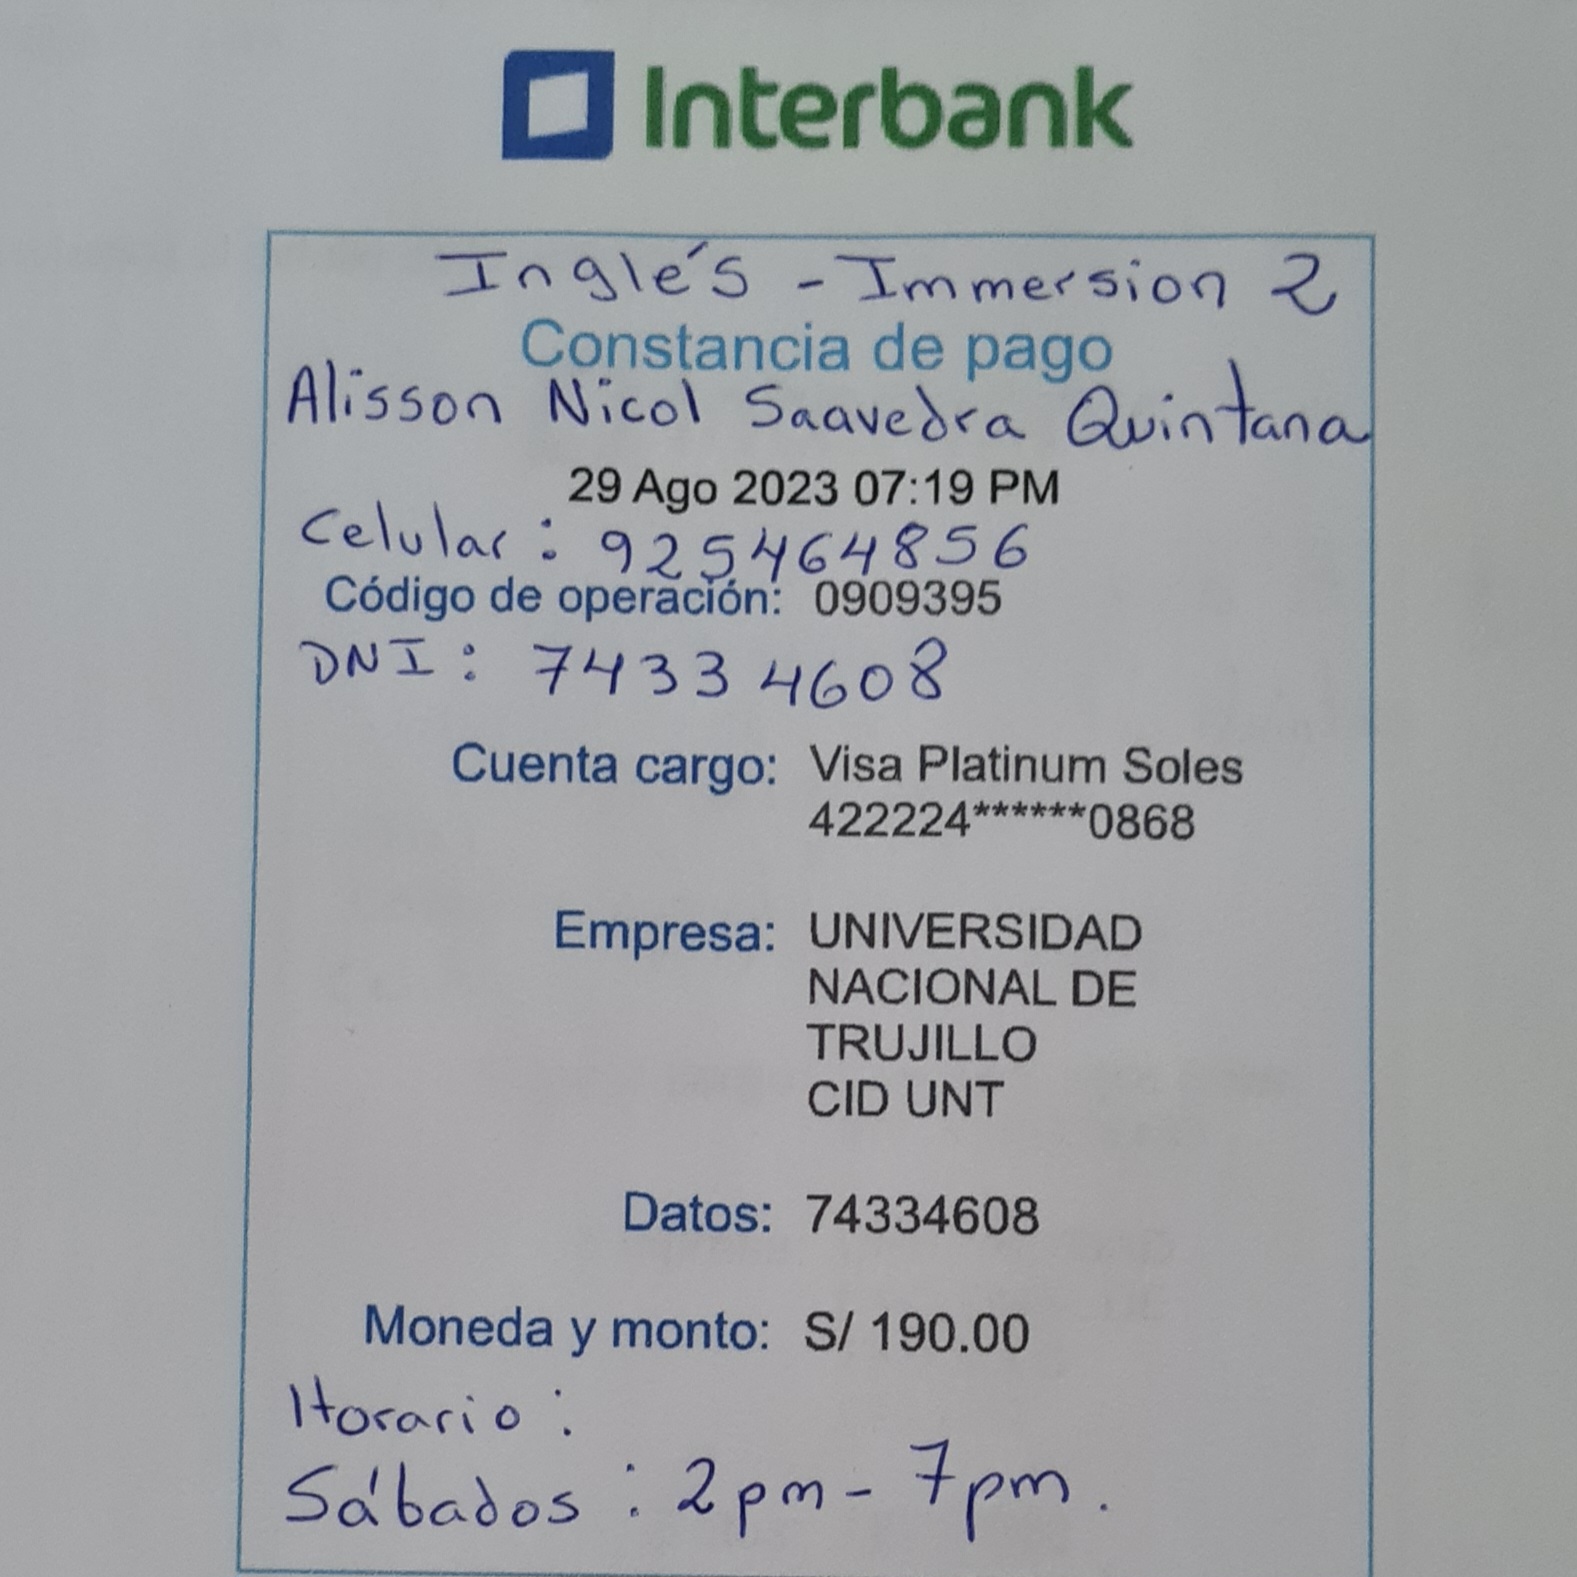 Interbank
Inglés - Immersion 2
Constancia de pago
Alisson Nicol Saavedra Quintana
29 Ago 2023 07:19 PM
Celular: 925464856
Código de operación: 0909395
DNI: 74334608
Cuenta cargo: Visa Platinum Soles
422224******0868
Empresa: UNIVERSIDAD
NACIONAL DE
TRUJILLO
CID UNT
Datos: 74334608
Moneda y monto: S/ 190.00
Horario:
Sábados: 2pm - 7pm.